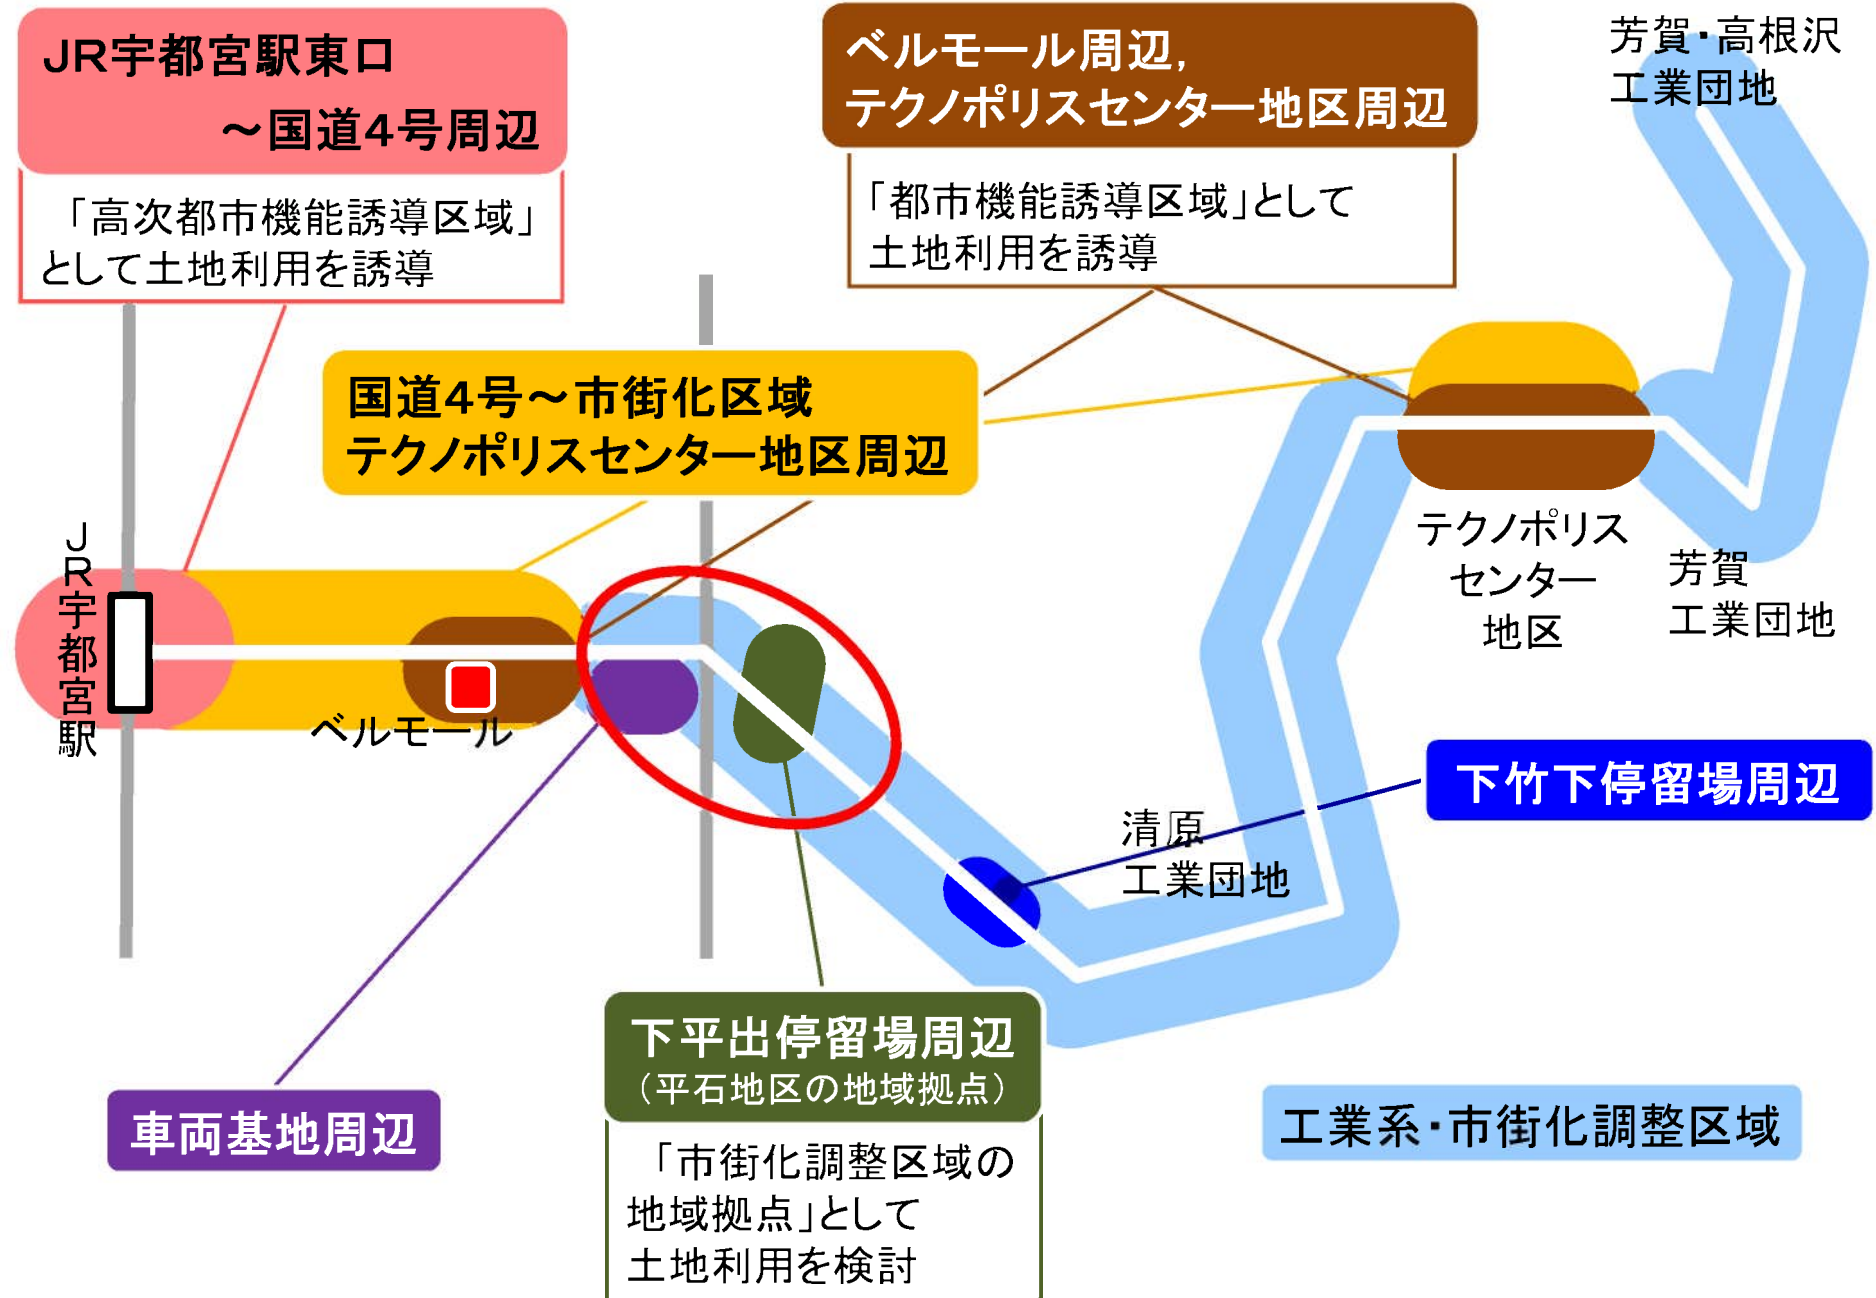 JR宇都宮駅東口
～国道4号周辺
「高次都市機能誘導区域」
として土地利用を誘導
ベルモール周辺,
テクノポリスセンター地区周辺
「都市機能誘導区域」として
土地利用を誘導
芳賀・高根沢
工業団地
国道4号～市街化区域
テクノポリスセンター地区周辺
JR宇都宮駅
ベルモール
テクノポリス
センター
地区
芳賀
工業団地
下竹下停留場周辺
清原
工業団地
下平出停留場周辺
（平石地区の地域拠点）
「市街化調整区域の
地域拠点」として
土地利用を検討
車両基地周辺
工業系・市街化調整区域